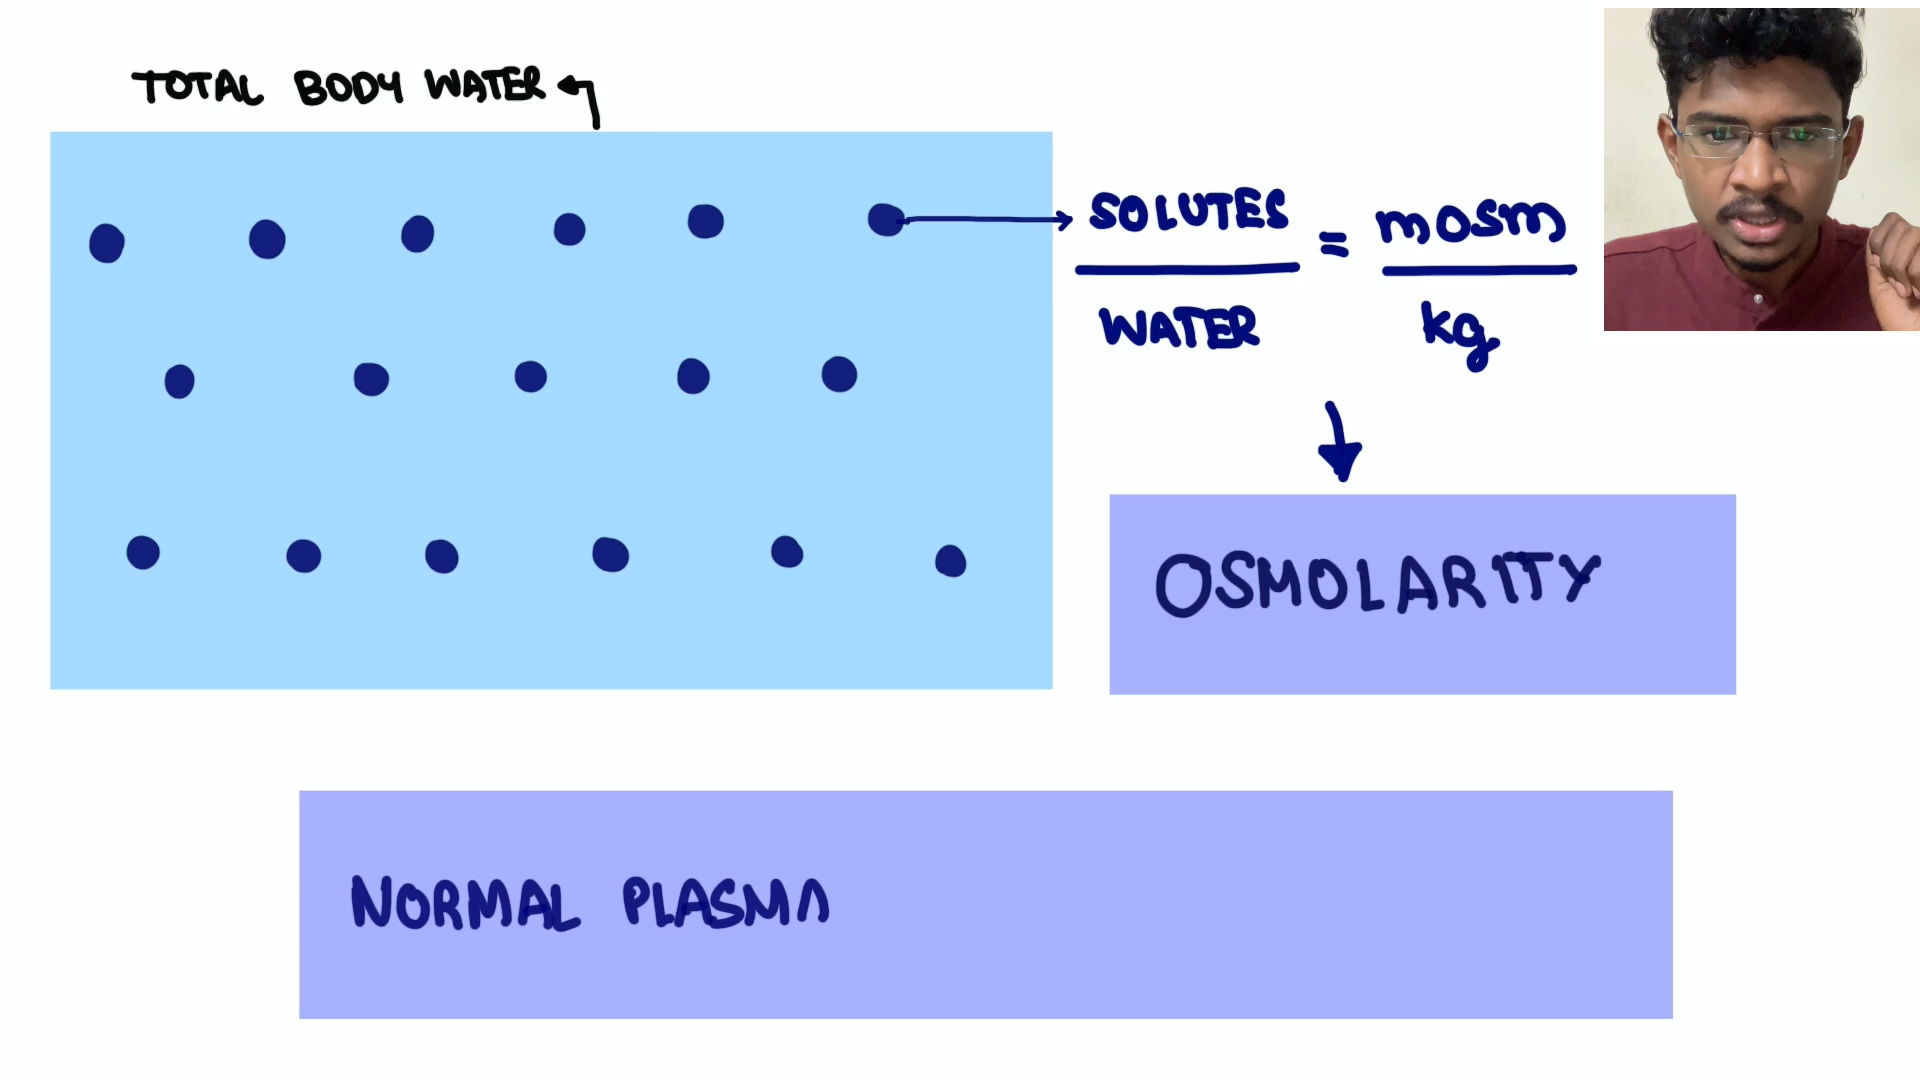 TOTAL BODY WATER
SOLUTES
WATER
=
mOSm
kg
OSMOLARITY
NORMAL PLASMA